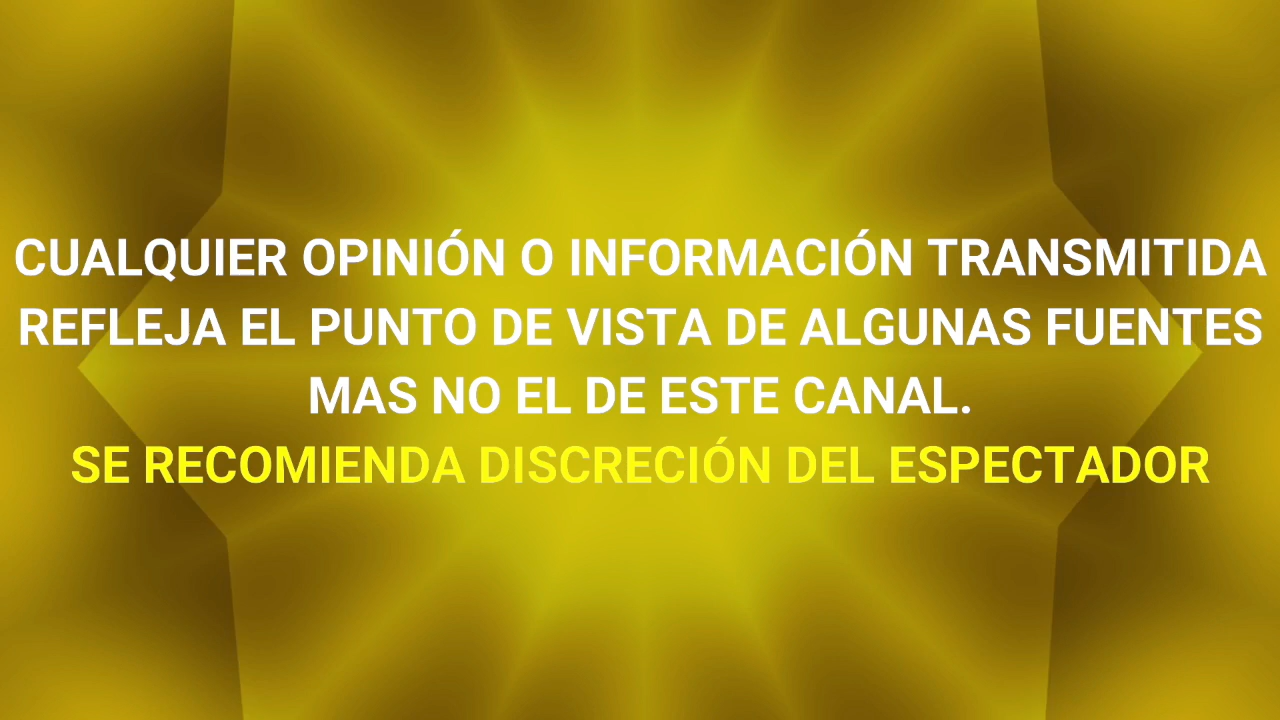 CUALQUIER OPINIÓN O INFORMACIÓN TRANSMITIDA
REFLEJA EL PUNTO DE VISTA DE ALGUNAS FUENTES
MAS NO EL DE ESTE CANAL.
SE RECOMIENDA DISCRECIÓN DEL ESPECTADOR